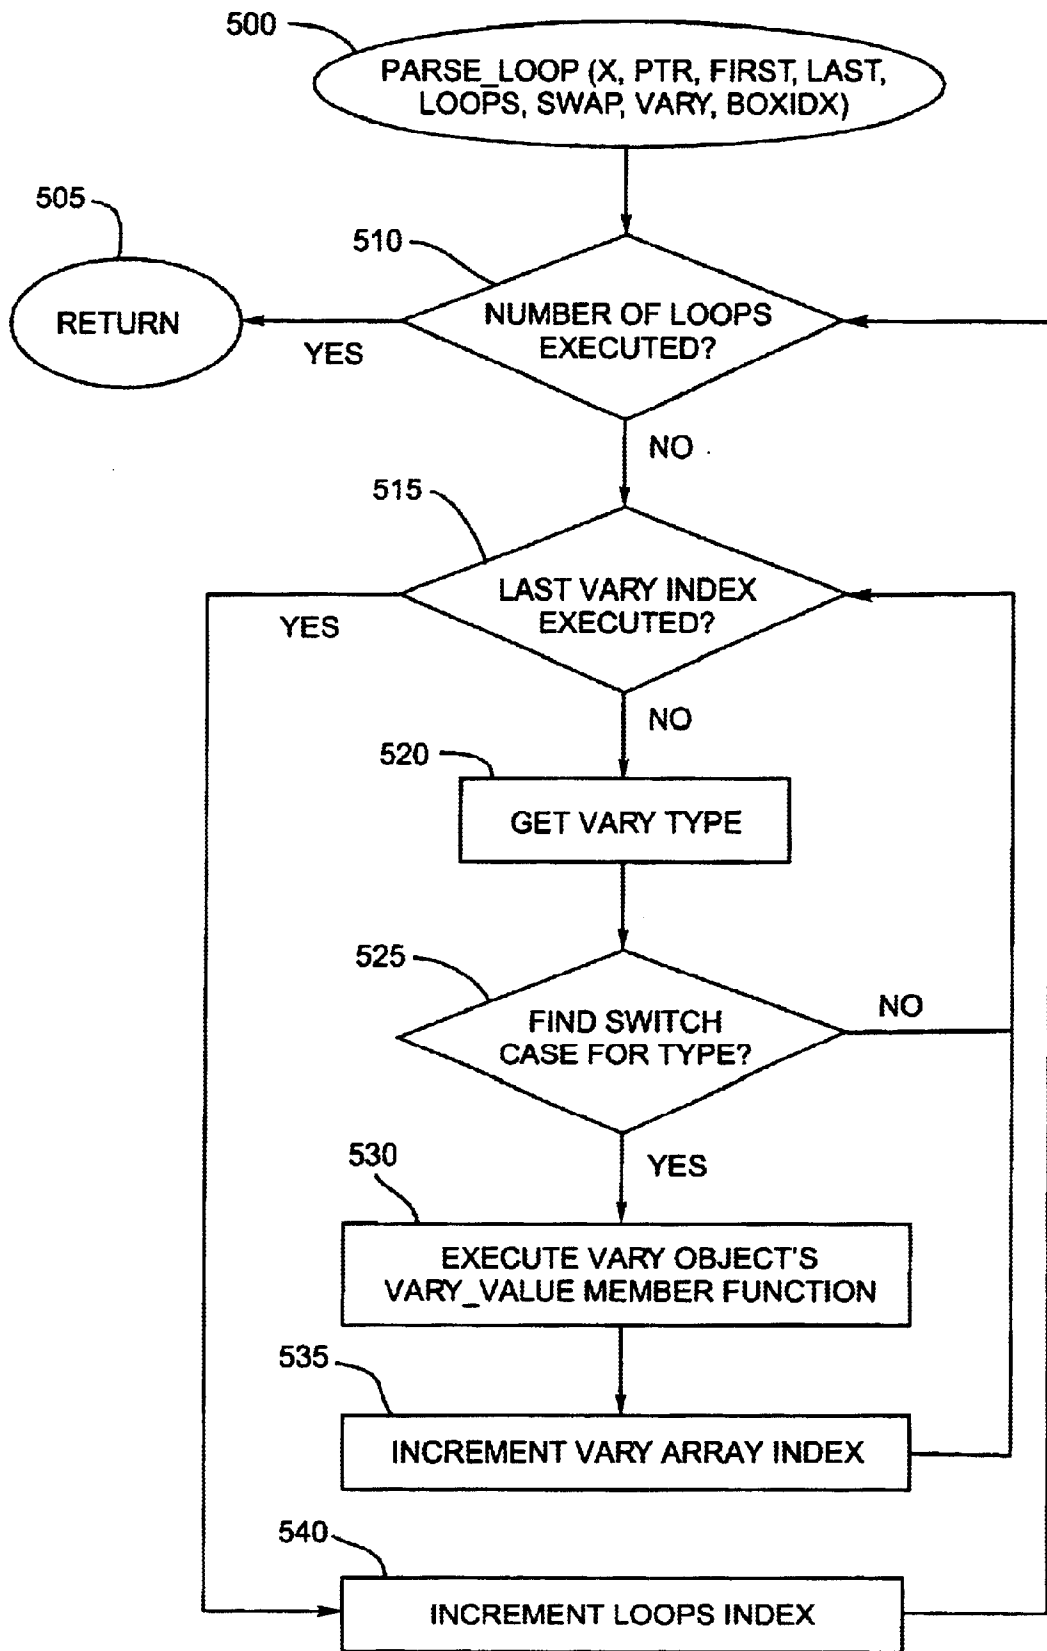 500
PARSE_LOOP (X, PTR, FIRST, LAST,
LOOPS, SWAP, VARY, BOXIDX)
505
RETURN
510
NUMBER OF LOOPS
EXECUTED?
YES
NO
515
LAST VARY INDEX
EXECUTED?
YES
NO
520
GET VARY TYPE
525
FIND SWITCH
CASE FOR TYPE?
NO
YES
530
EXECUTE VARY OBJECT'S
VARY_VALUE MEMBER FUNCTION
535
INCREMENT VARY ARRAY INDEX
540
INCREMENT LOOPS INDEX